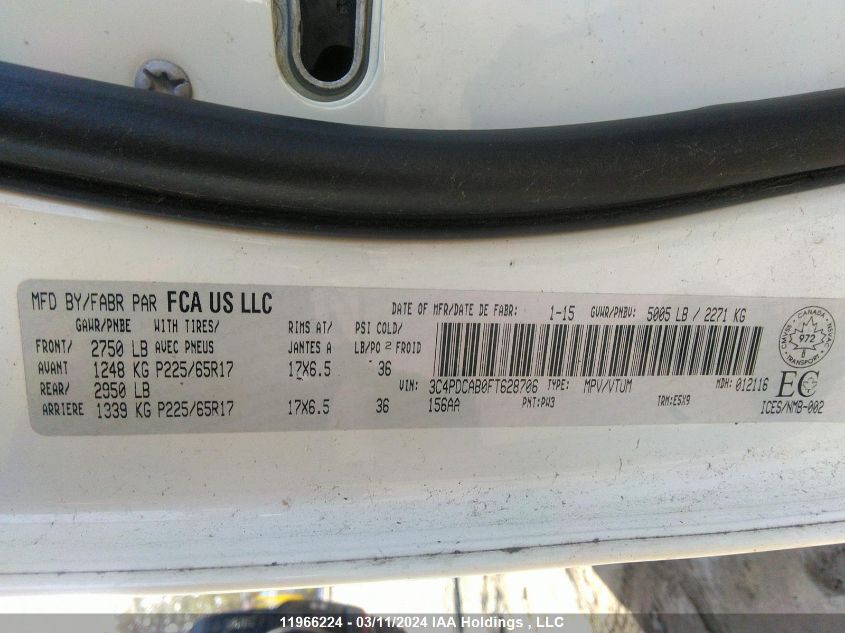 MFD BY/FABR PAR FCA US LLC
DATE OF MFR/DATE DE FABR: 1-15 GVWR/PNBV: 5005 LB / 2271 KG
GAWR/PNBE WITH TIRES/ RIMS AT/ PSI COLD/
FRONT/ 2750 LB AVEC PNEUS JANTES A LB/PO 2 FROID
AVANT 1248 KG P225/65R17 17X6.5 36
REAR/ 2950 LB
ARRIERE 1339 KG P225/65R17 17X6.5 36
VIN: 3C4PDCAB0FT628706 TYPE: MPV/VTUM MDH: 012116
156AA PNT:PW3 TRM:E5X9
CANADA
972
TRANSPORT
EC
ICES/NMB-002
11966224 - 03/11/2024 IAA Holdings , LLC